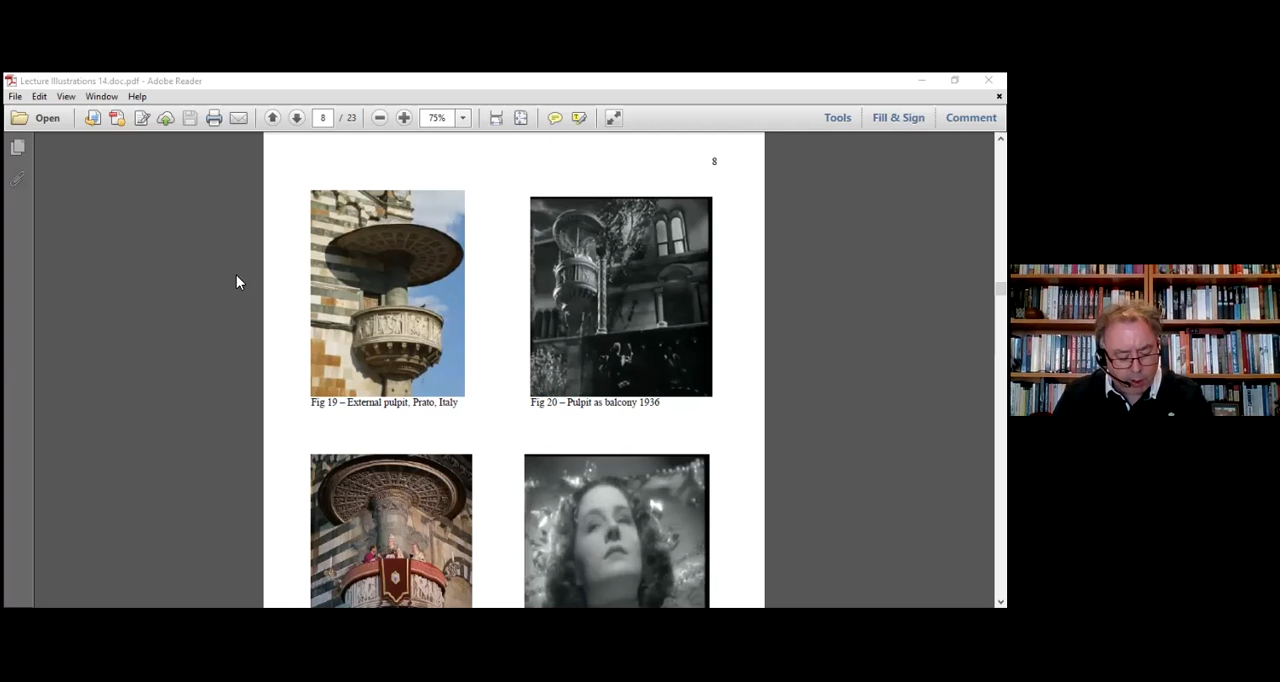 Lecture Illustrations 14.doc.pdf - Adobe Reader
File Edit View Window Help
Open 8 / 23 75% Tools Fill & Sign Comment
8
Fig 19 – External pulpit, Prato, Italy
Fig 20 – Pulpit as balcony 1936